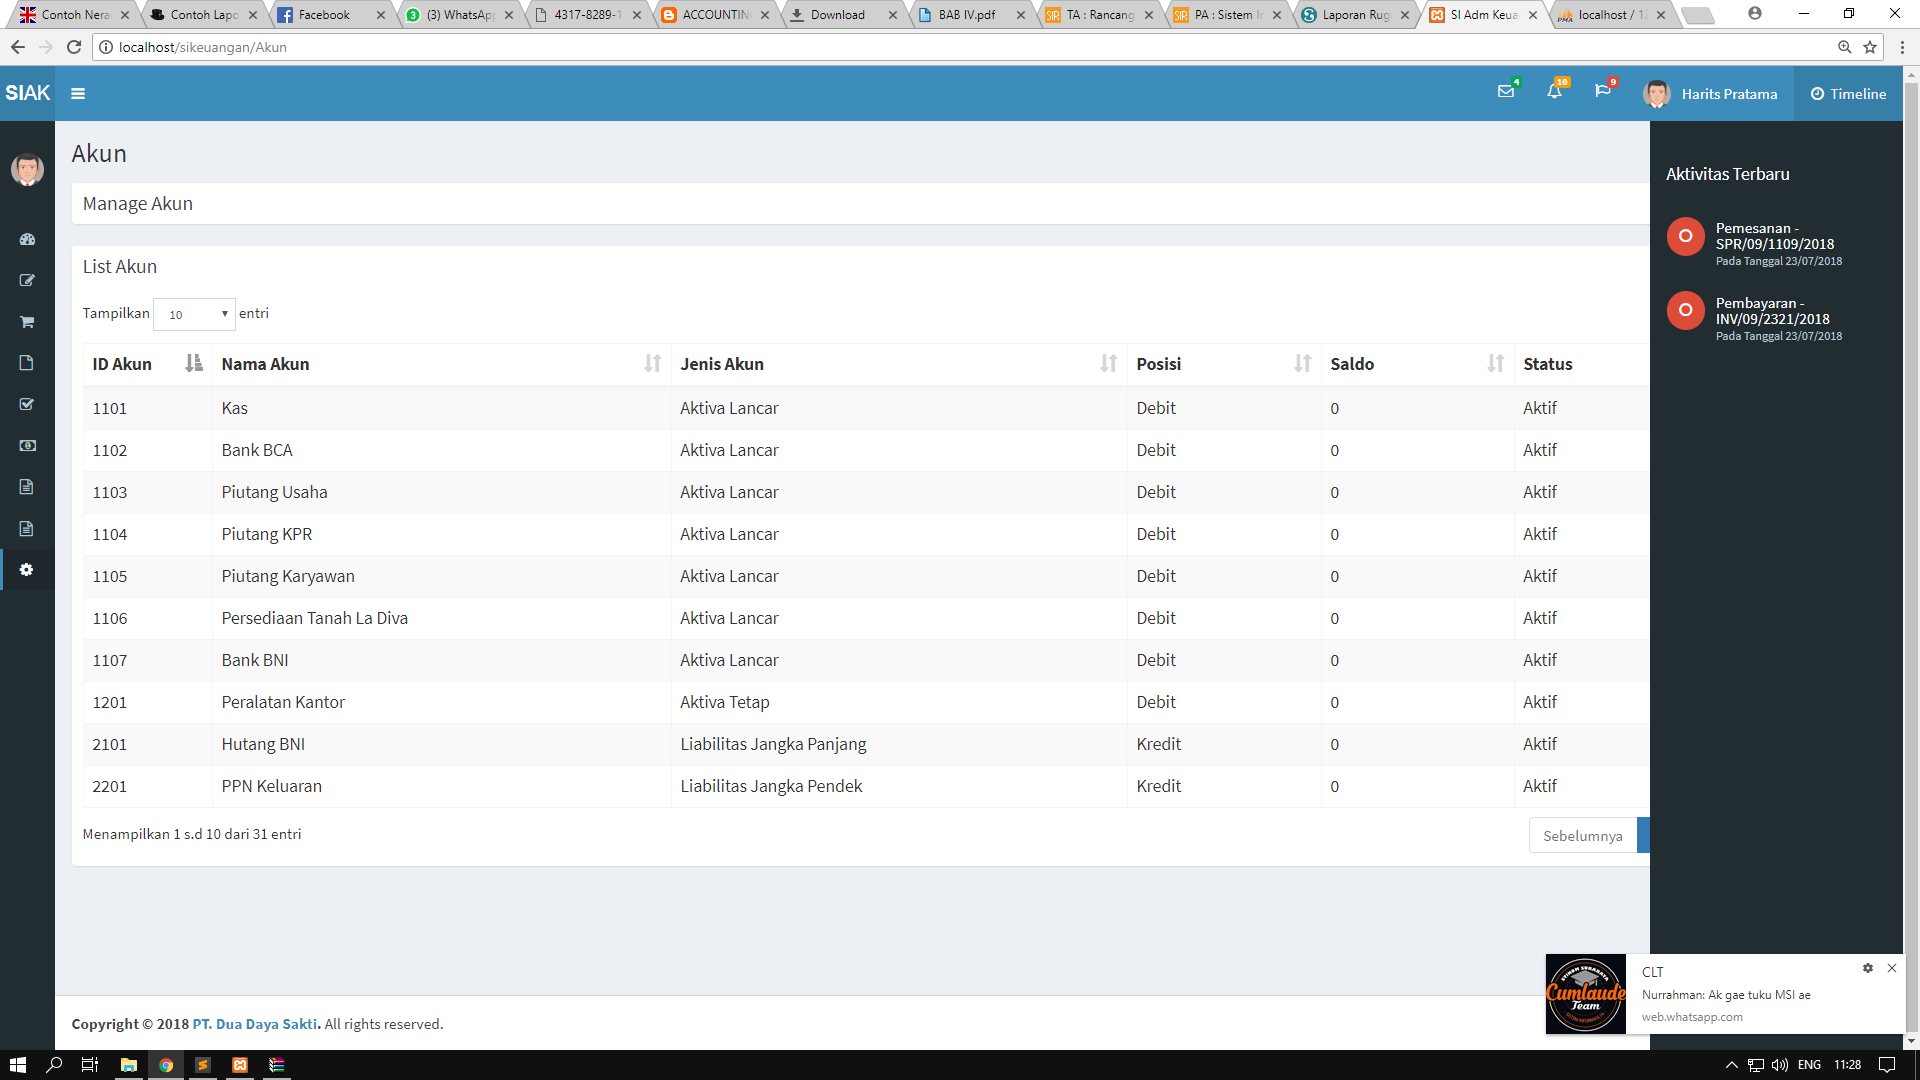 Contoh Nera
Contoh Lapo
Facebook
(3) WhatsApp
4317-8289-1
ACCOUNTIN
Download
BAB IV.pdf
TA : Rancang
PA : Sistem In
Laporan Rug
SI Adm Keua
localhost / 12
localhost/sikeuangan/Akun
SIAK
4
10
9
Harits Pratama
Timeline
Akun
Manage Akun
List Akun
Tampilkan 10 entri
ID Akun Nama Akun Jenis Akun Posisi Saldo Status
1101 Kas Aktiva Lancar Debit 0 Aktif
1102 Bank BCA Aktiva Lancar Debit 0 Aktif
1103 Piutang Usaha Aktiva Lancar Debit 0 Aktif
1104 Piutang KPR Aktiva Lancar Debit 0 Aktif
1105 Piutang Karyawan Aktiva Lancar Debit 0 Aktif
1106 Persediaan Tanah La Diva Aktiva Lancar Debit 0 Aktif
1107 Bank BNI Aktiva Lancar Debit 0 Aktif
1201 Peralatan Kantor Aktiva Tetap Debit 0 Aktif
2101 Hutang BNI Liabilitas Jangka Panjang Kredit 0 Aktif
2201 PPN Keluaran Liabilitas Jangka Pendek Kredit 0 Aktif
Menampilkan 1 s.d 10 dari 31 entri
Sebelumnya
Aktivitas Terbaru
Pemesanan -
SPR/09/1109/2018
Pada Tanggal 23/07/2018
Pembayaran -
INV/09/2321/2018
Pada Tanggal 23/07/2018
Copyright © 2018 PT. Dua Daya Sakti. All rights reserved.
Cumlaude
Team
CLT
Nurrahman: Ak gae tuku MSI ae
web.whatsapp.com
ENG
11:28